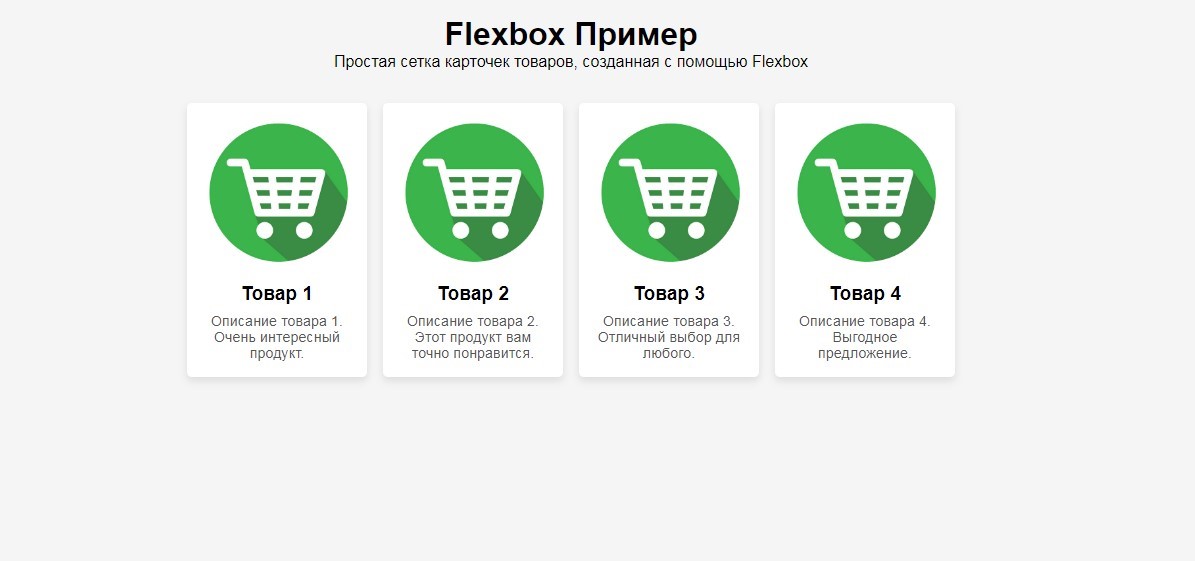 Flexbox Пример
Простая сетка карточек товаров, созданная с помощью Flexbox
Товар 1
Описание товара 1.
Очень интересный
продукт.
Товар 2
Описание товара 2.
Этот продукт вам
точно понравится.
Товар 3
Описание товара 3.
Отличный выбор для
любого.
Товар 4
Описание товара 4.
Выгодное
предложение.